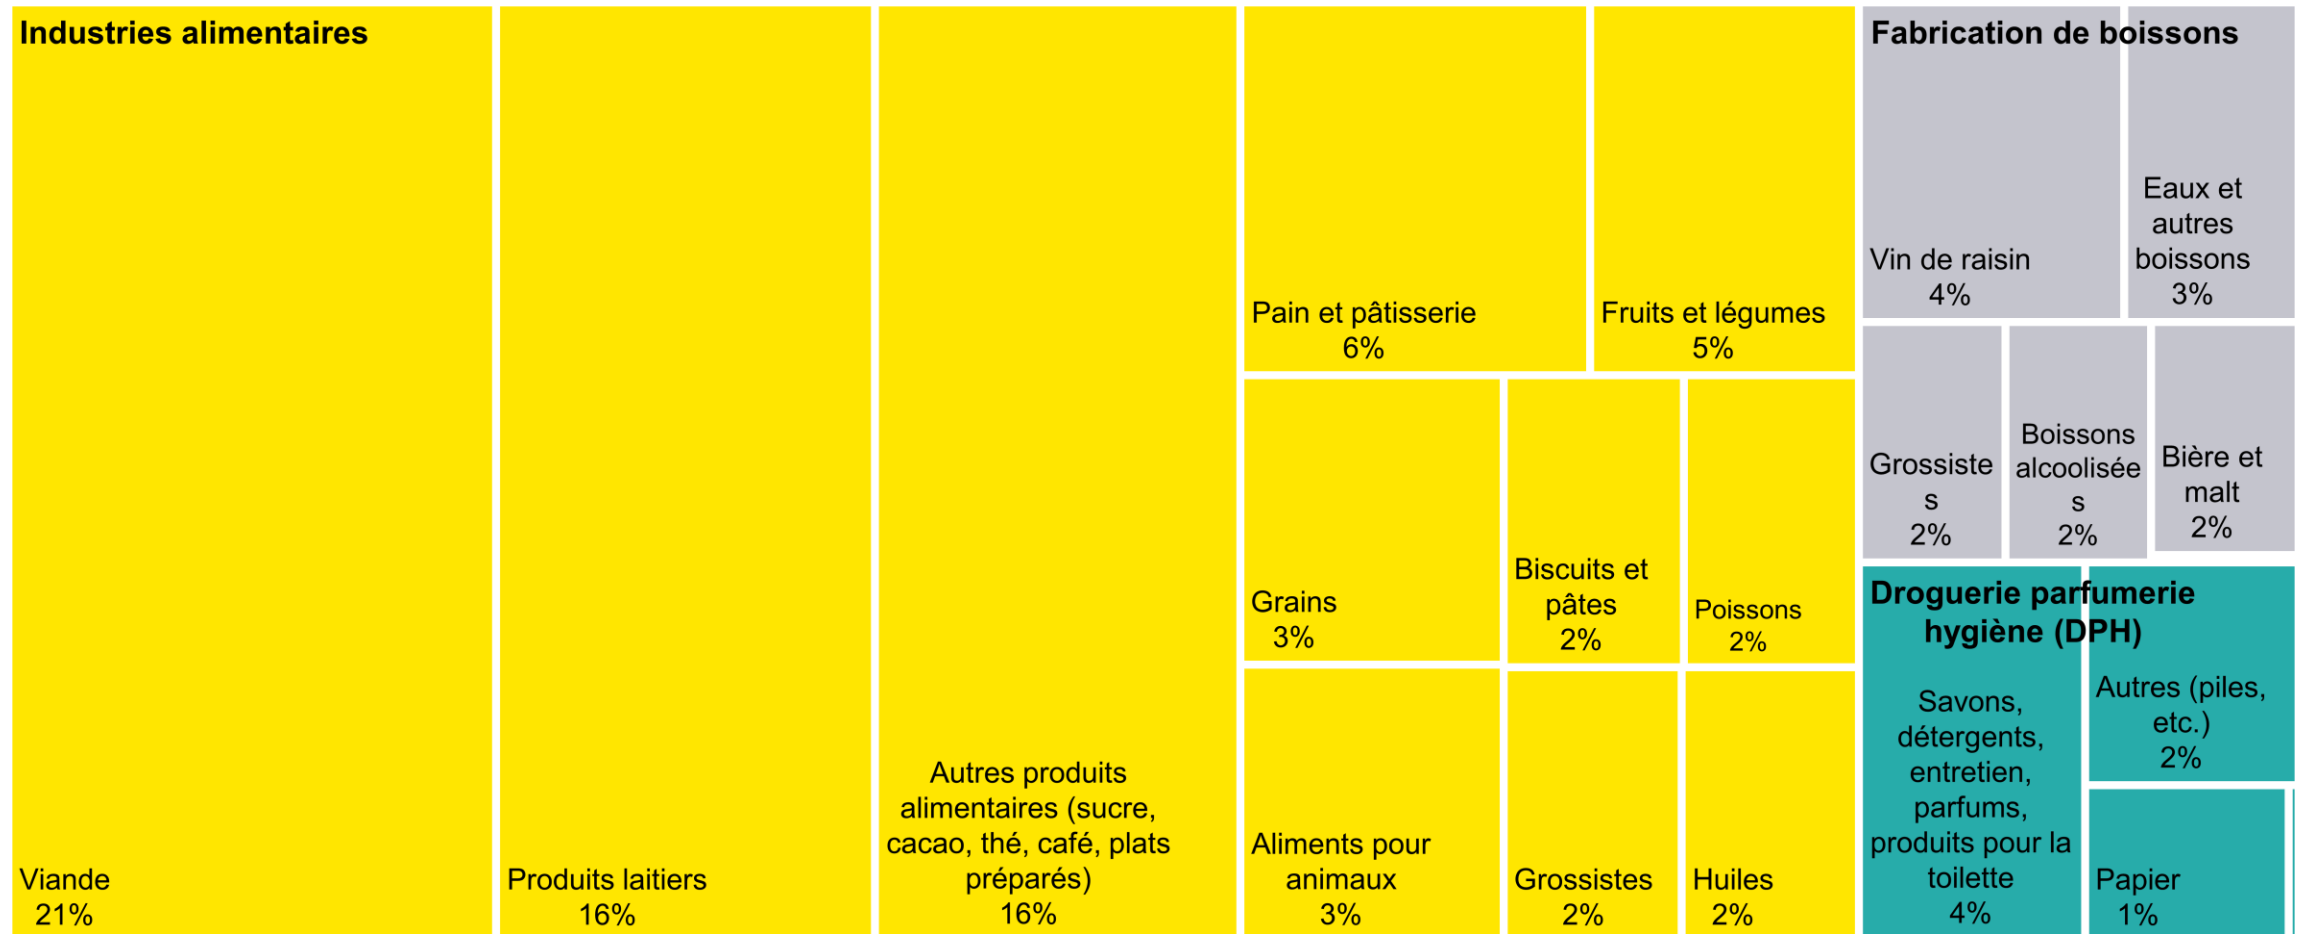 Industries alimentaires
Viande
21%
Produits laitiers
16%
Autres produits
alimentaires (sucre,
cacao, thé, café, plats
préparés)
16%
Pain et pâtisserie
6%
Fruits et légumes
5%
Grains
3%
Biscuits et
pâtes
2%
Poissons
2%
Aliments pour
animaux
3%
Grossistes
2%
Huiles
2%
Fabrication de boissons
Vin de raisin
4%
Eaux et
autres
boissons
3%
Grossiste
s
2%
Boissons
alcoolisée
s
2%
Bière et
malt
2%
Droguerie parfumerie
hygiène (DPH)
Savons,
détergents,
entretien,
parfums,
produits pour la
toilette
4%
Autres (piles,
etc.)
2%
Papier
1%